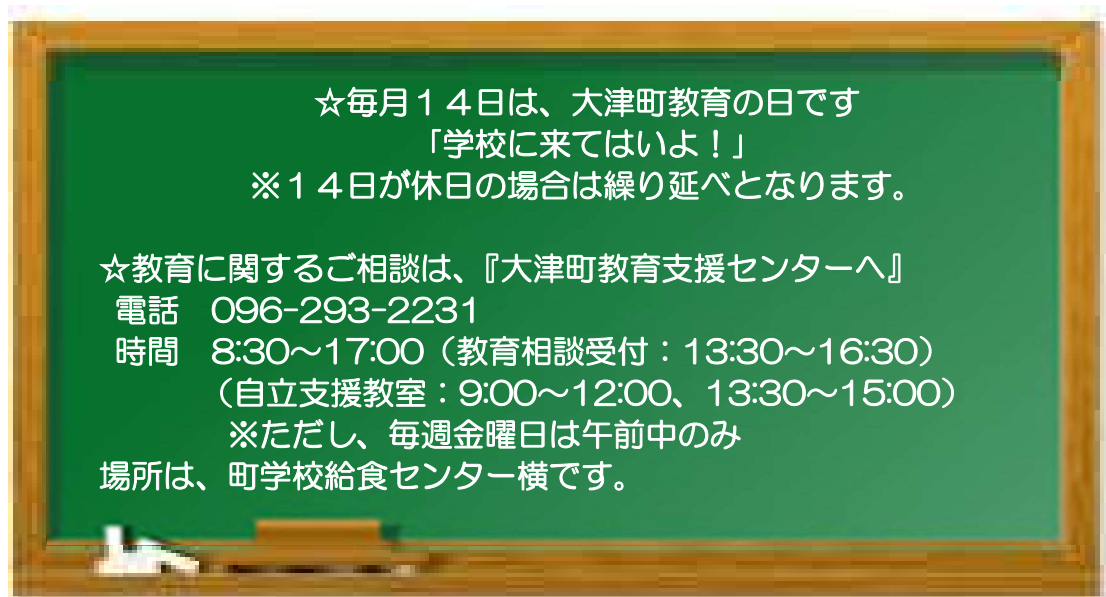 ☆毎月１４日は、大津町教育の日です
「学校に来てはいよ！」
※１４日が休日の場合は繰り延べとなります。
☆教育に関するご相談は、『大津町教育支援センターへ』
電話　096-293-2231
時間　8:30～17:00（教育相談受付：13:30～16:30）
（自立支援教室：9:00～12:00、13:30～15:00）
※ただし、毎週金曜日は午前中のみ
場所は、町学校給食センター横です。